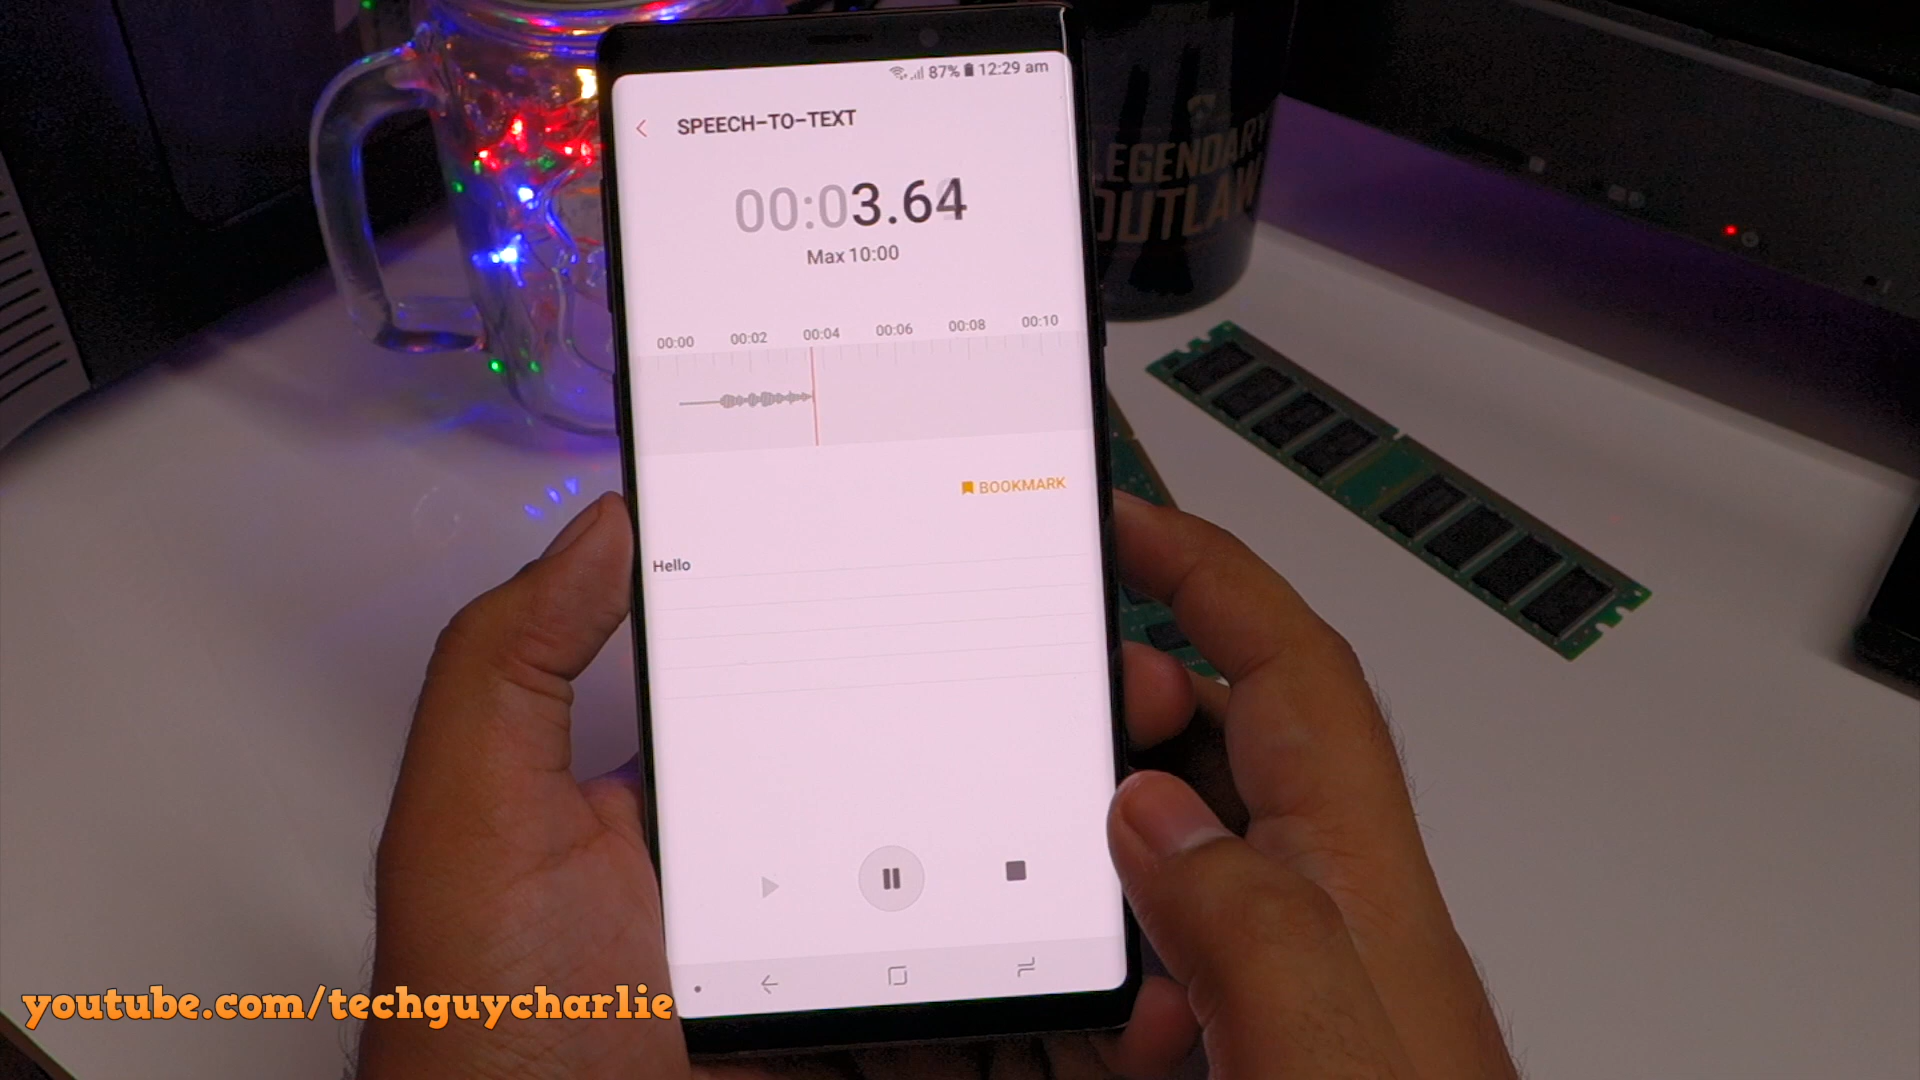 87% 12:29 am
SPEECH-TO-TEXT
00:03.64
Max 10:00
00:00 00:02 00:04 00:06 00:08 00:10
BOOKMARK
Hello
LEGENDARY
OUTLAW
youtube.com/techguycharlie